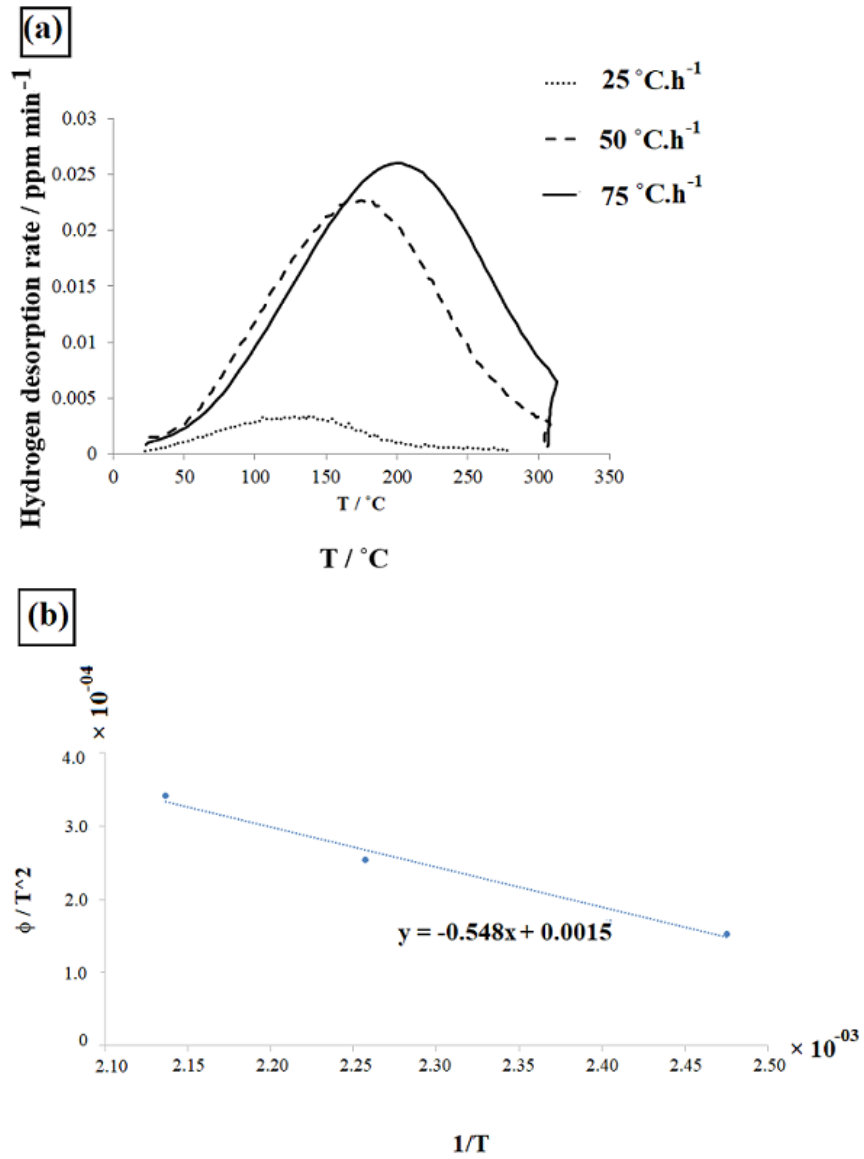 (a)
Hydrogen desorption rate / ppm min⁻¹
25 °C.h⁻¹
50 °C.h⁻¹
75 °C.h⁻¹
0.03
0.025
0.02
0.015
0.01
0.005
0
0 50 100 150 200 250 300 350
T / °C
T / °C
(b)
× 10⁻⁰⁴
4.0
3.0
2.0
1.0
0
ϕ / T^2
y = -0.548x + 0.0015
2.10 2.15 2.20 2.25 2.30 2.35 2.40 2.45 2.50
× 10⁻⁰³
1/T